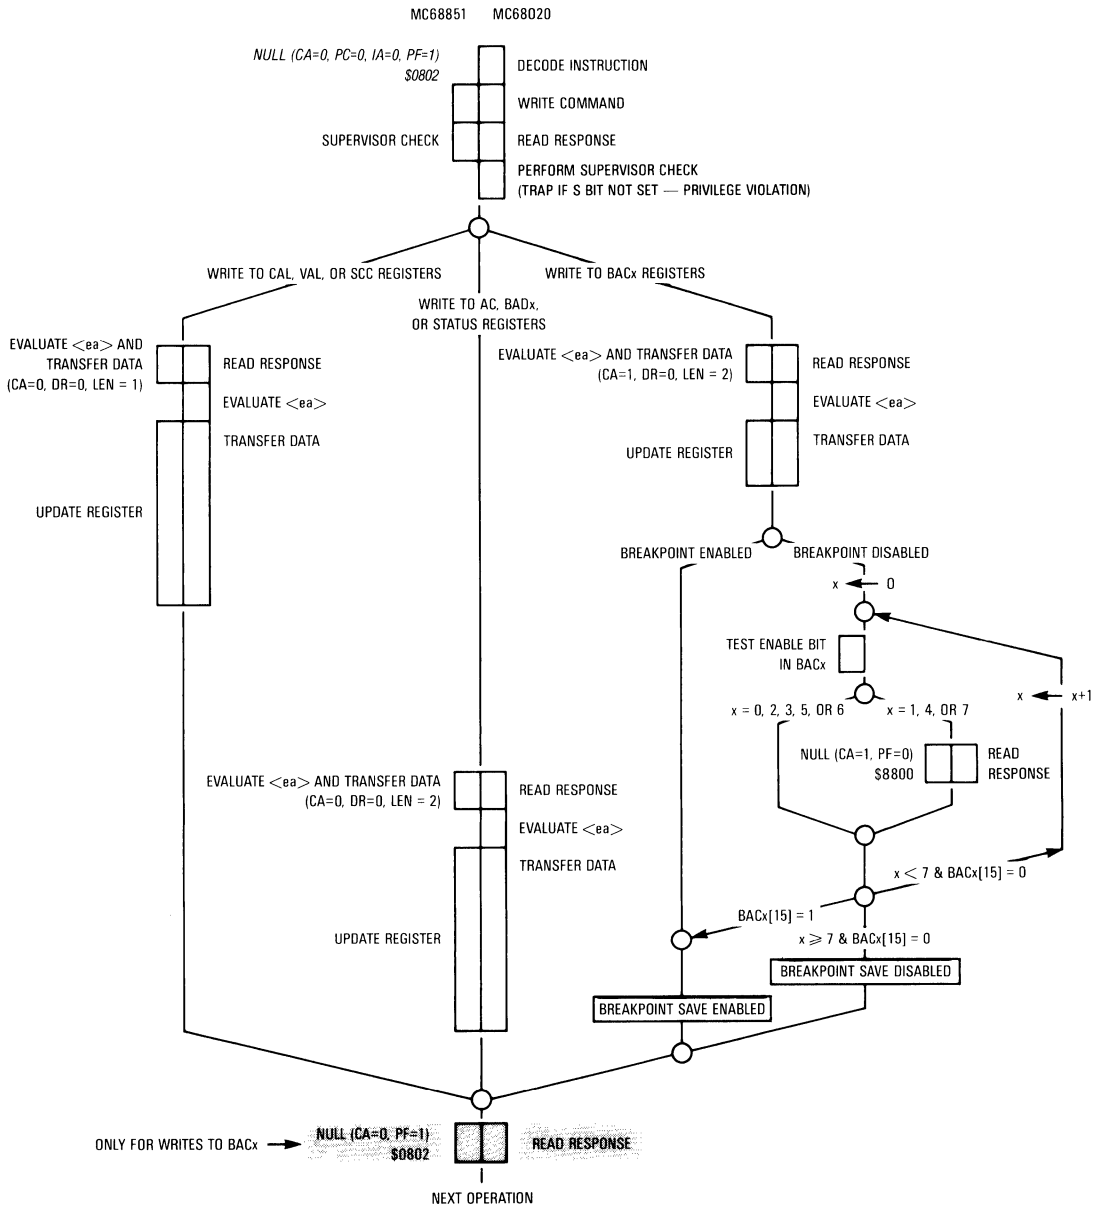 MC68851 MC68020
NULL (CA=0, PC=0, IA=0, PF=1)
$0802
DECODE INSTRUCTION
WRITE COMMAND
SUPERVISOR CHECK
READ RESPONSE
PERFORM SUPERVISOR CHECK
(TRAP IF S BIT NOT SET — PRIVILEGE VIOLATION)
WRITE TO CAL, VAL, OR SCC REGISTERS
WRITE TO BACx REGISTERS
WRITE TO AC, BADx,
OR STATUS REGISTERS
EVALUATE <ea> AND
TRANSFER DATA
(CA=0, DR=0, LEN = 1)
READ RESPONSE
EVALUATE <ea>
TRANSFER DATA
UPDATE REGISTER
EVALUATE <ea> AND TRANSFER DATA
(CA=1, DR=0, LEN = 2)
READ RESPONSE
EVALUATE <ea>
TRANSFER DATA
UPDATE REGISTER
BREAKPOINT ENABLED
BREAKPOINT DISABLED
x ← 0
TEST ENABLE BIT
IN BACx
x ← x+1
x = 0, 2, 3, 5, OR 6
x = 1, 4, OR 7
NULL (CA=1, PF=0)
$8800
READ
RESPONSE
EVALUATE <ea> AND TRANSFER DATA
(CA=0, DR=0, LEN = 2)
READ RESPONSE
EVALUATE <ea>
TRANSFER DATA
UPDATE REGISTER
x < 7 & BACx[15] = 0
BACx[15] = 1
x ⩾ 7 & BACx[15] = 0
BREAKPOINT SAVE DISABLED
BREAKPOINT SAVE ENABLED
ONLY FOR WRITES TO BACx →
NULL (CA=0, PF=1)
$0802
READ RESPONSE
NEXT OPERATION